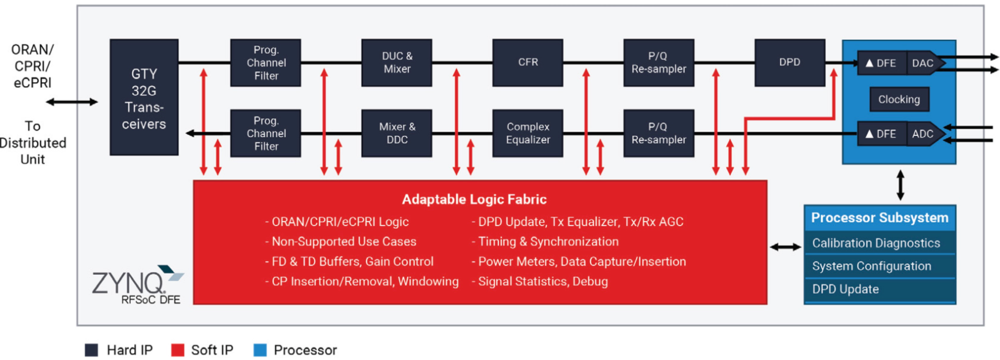 ORAN/
CPRI/
eCPRI
To
Distributed
Unit
GTY
32G
Trans-
ceivers
Prog.
Channel
Filter
DUC &
Mixer
CFR
P/Q
Re-sampler
DPD
▲ DFE
DAC
Clocking
Prog.
Channel
Filter
Mixer &
DDC
Complex
Equalizer
P/Q
Re-sampler
▲ DFE
ADC
Adaptable Logic Fabric
- ORAN/CPRI/eCPRI Logic
- Non-Supported Use Cases
- FD & TD Buffers, Gain Control
- CP Insertion/Removal, Windowing
- DPD Update, Tx Equalizer, Tx/Rx AGC
- Timing & Synchronization
- Power Meters, Data Capture/Insertion
- Signal Statistics, Debug
Processor Subsystem
Calibration Diagnostics
System Configuration
DPD Update
ZYNQ.
RFSoC DFE
Hard IP
Soft IP
Processor